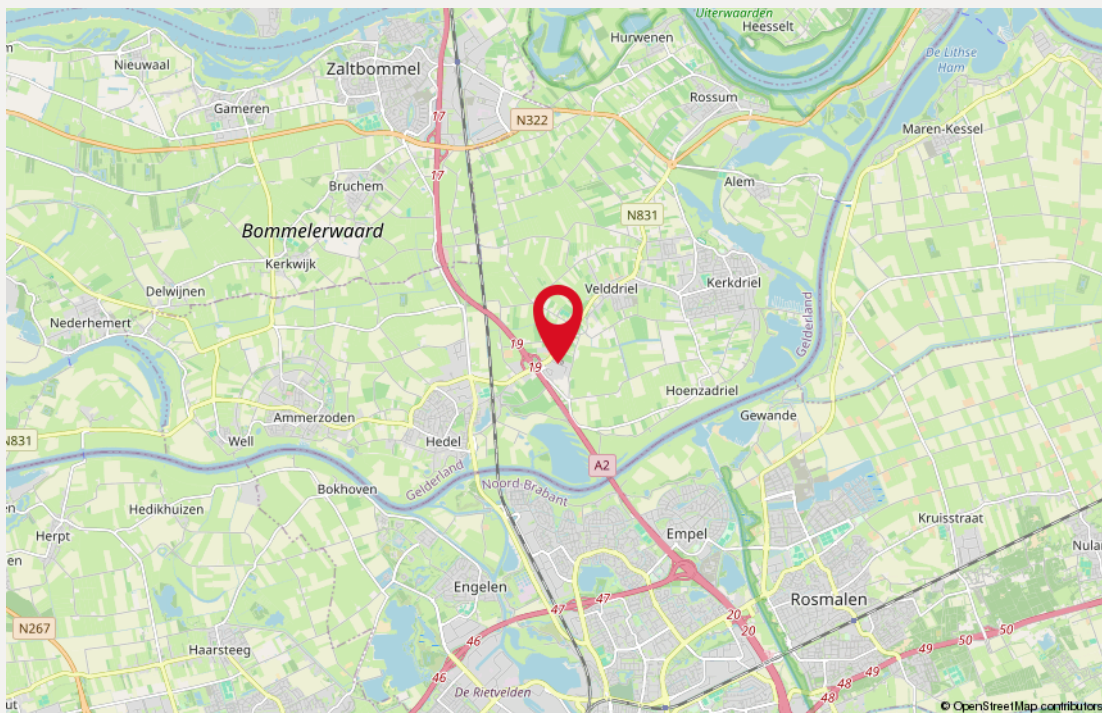 Uiterwaarden
Heesselt
Hurwenen
De Lithse
Ham
Nieuwaal
Zaltbommel
Gameren
17
N322
Rossum
Maren-Kessel
17
Bruchem
Alem
N831
Bommelerwaard
Kerkwijk
Delwijnen
Velddriel
Kerkdriel
Nederhemert
Gelderland
19
19
Hoenzadriel
Ammerzoden
Gewande
N831
Well
Hedel
A2
Gelderland
Noord-Brabant
Bokhoven
Hedikhuizen
Kruisstraat
Herpt
Empel
Engelen
47
47
Rosmalen
20
20
N267
46
50
50
49
49
Haarsteeg
46
48
48
De Rietvelden
© OpenStreetMap contributors